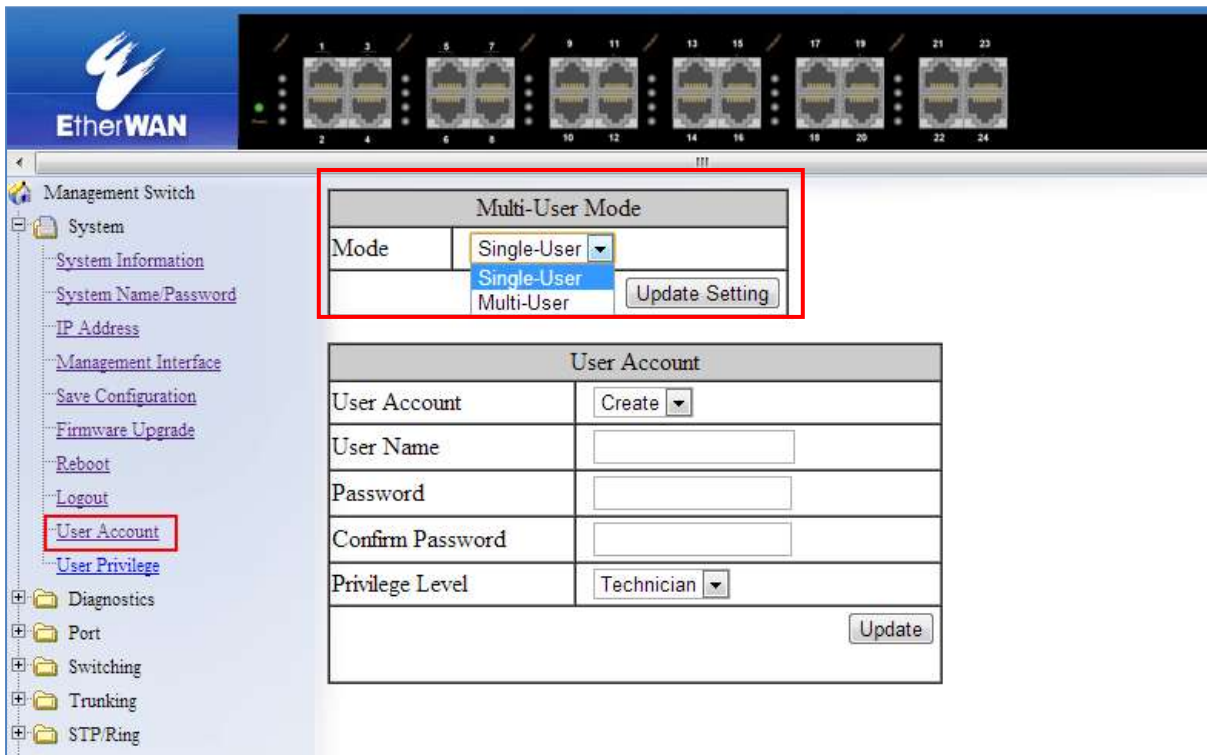 1 3 5 7 9 11 13 15 17 19 21 23
EtherWAN
2 4 6 8 10 12 14 16 18 20 22 24
Management Switch
System
System Information
System Name/Password
IP Address
Management Interface
Save Configuration
Firmware Upgrade
Reboot
Logout
User Account
User Privilege
Diagnostics
Port
Switching
Trunking
STP/Ring
Multi-User Mode
Mode Single-User
Single-User
Multi-User
Update Setting
User Account
User Account Create
User Name
Password
Confirm Password
Privilege Level Technician
Update